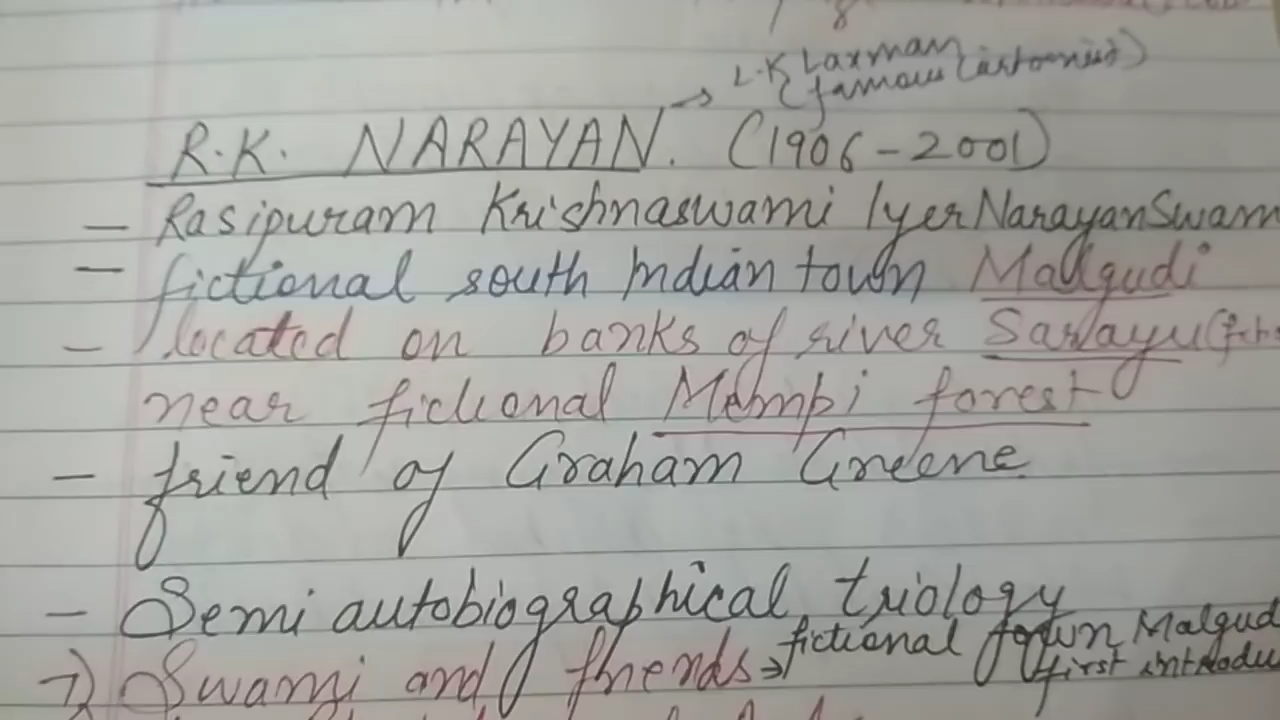 L.K Laxman
(famous Cartoonist)
R.K. NARAYAN. (1906-2001)
- Rasipuram Krishnaswami Iyer NarayanSwam
- fictional south Indian town Malgudi
- located on banks of river Sarayu
near fictional Mempi forest
- friend of Graham Greene
- Semi autobiographical triology
1) Swami and friends → fictional town Malgud
first introdu